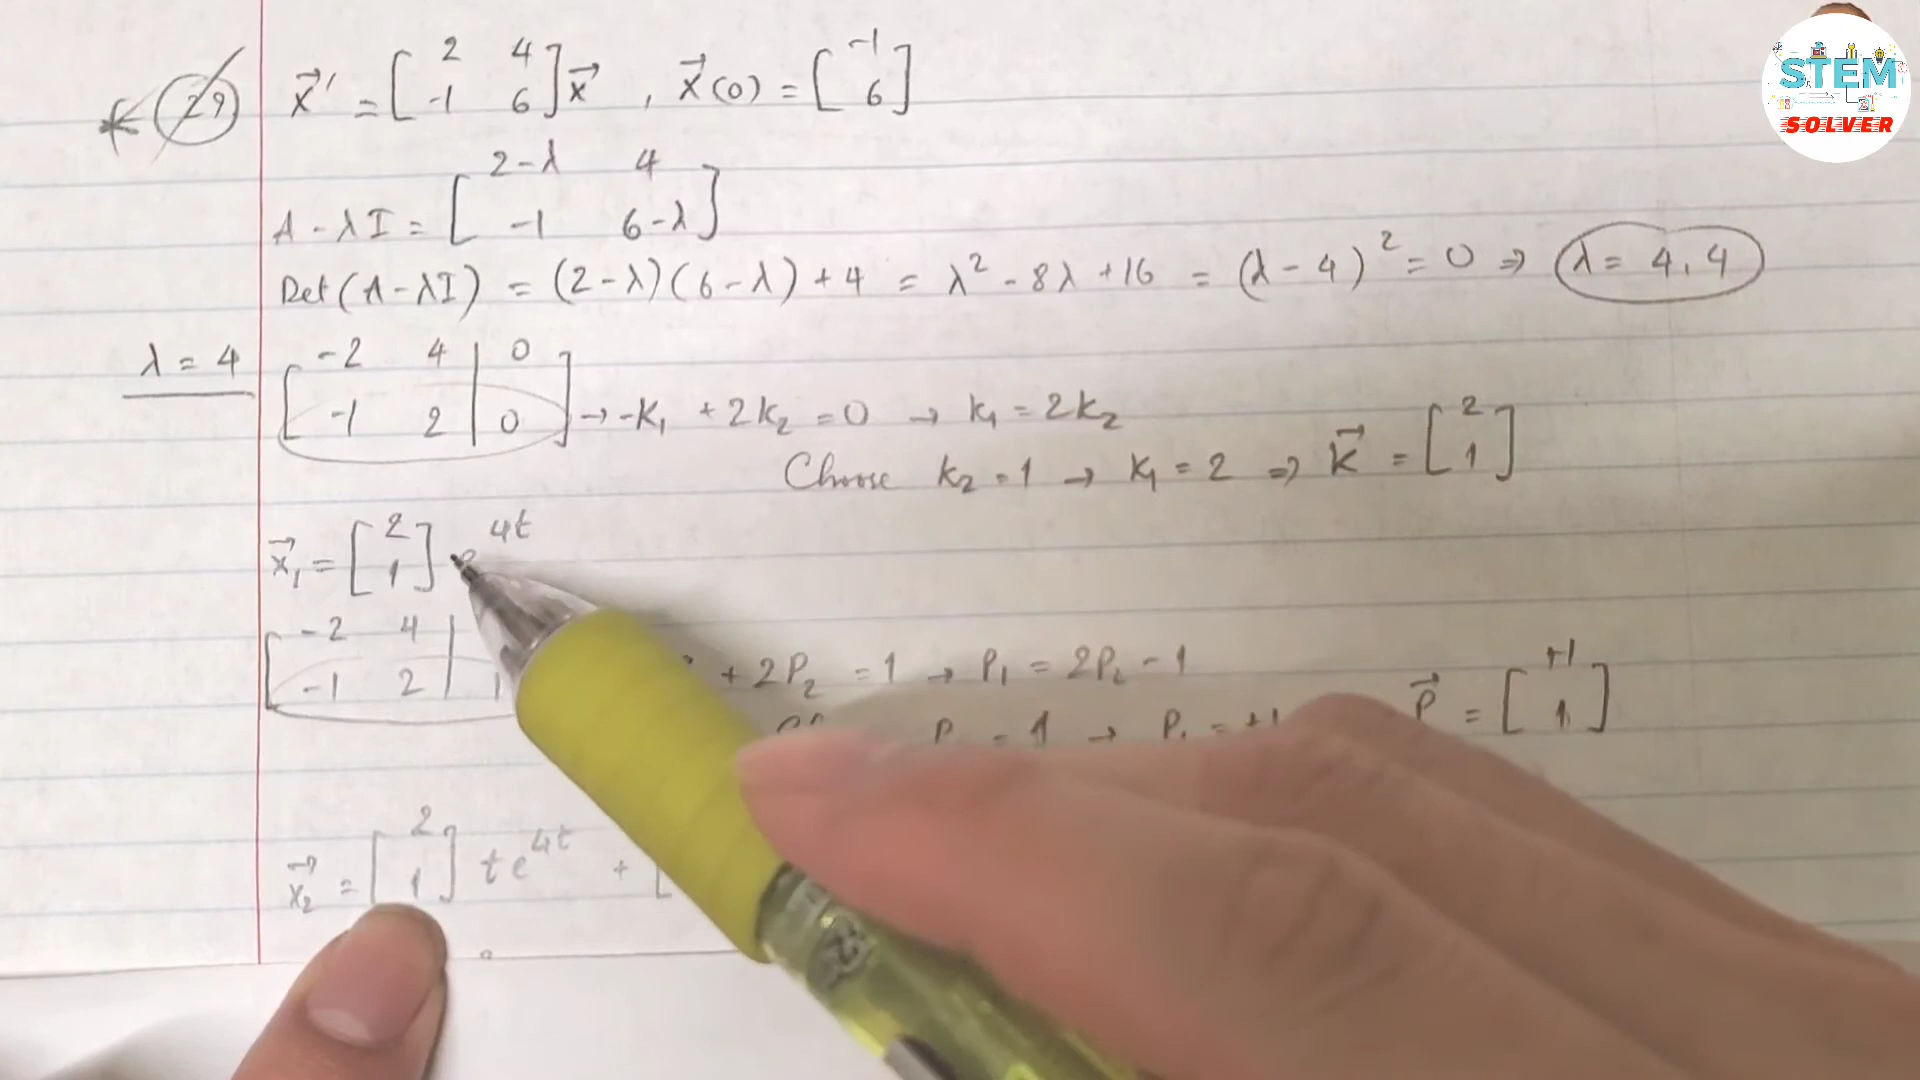 STEM
SOLVER
29 x⃗' = [2 4; -1 6] x⃗ , x⃗(0) = [-1; 6]
A - λI = [2-λ 4; -1 6-λ]
Det(A - λI) = (2-λ)(6-λ) + 4 = λ² - 8λ + 16 = (λ-4)² = 0 ⇒ λ = 4, 4
λ = 4 [-2 4 | 0; -1 2 | 0] → -k₁ + 2k₂ = 0 → k₁ = 2k₂
Choose k₂ = 1 → k₁ = 2 ⇒ k⃗ = [2; 1]
x⃗₁ = [2; 1] e^4t
[-2 4 | ; -1 2 | 1 + 2P₂ = 1 → P₁ = 2P₂ - 1
= 1 → P₁ = +1 P⃗ = [+1; 1]
x⃗₂ = [2; 1] t e^4t + [